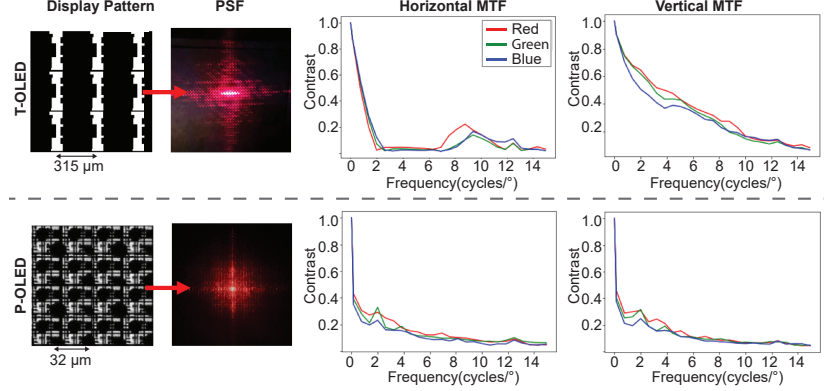 Display Pattern PSF Horizontal MTF Vertical MTF
T-OLED
315 µm
Contrast
1.0
0.8
0.6
0.4
0.2
0 2 4 6 8 10 12 14
Frequency(cycles/°)
Red
Green
Blue
Contrast
1.0
0.8
0.6
0.4
0.2
0 2 4 6 8 10 12 14
Frequency(cycles/°)
P-OLED
32 µm
Contrast
1.0
0.8
0.6
0.4
0.2
0 2 4 6 8 10 12 14
Frequency(cycles/°)
Contrast
1.0
0.8
0.6
0.4
0.2
0 2 4 6 8 10 12 14
Frequency(cycles/°)